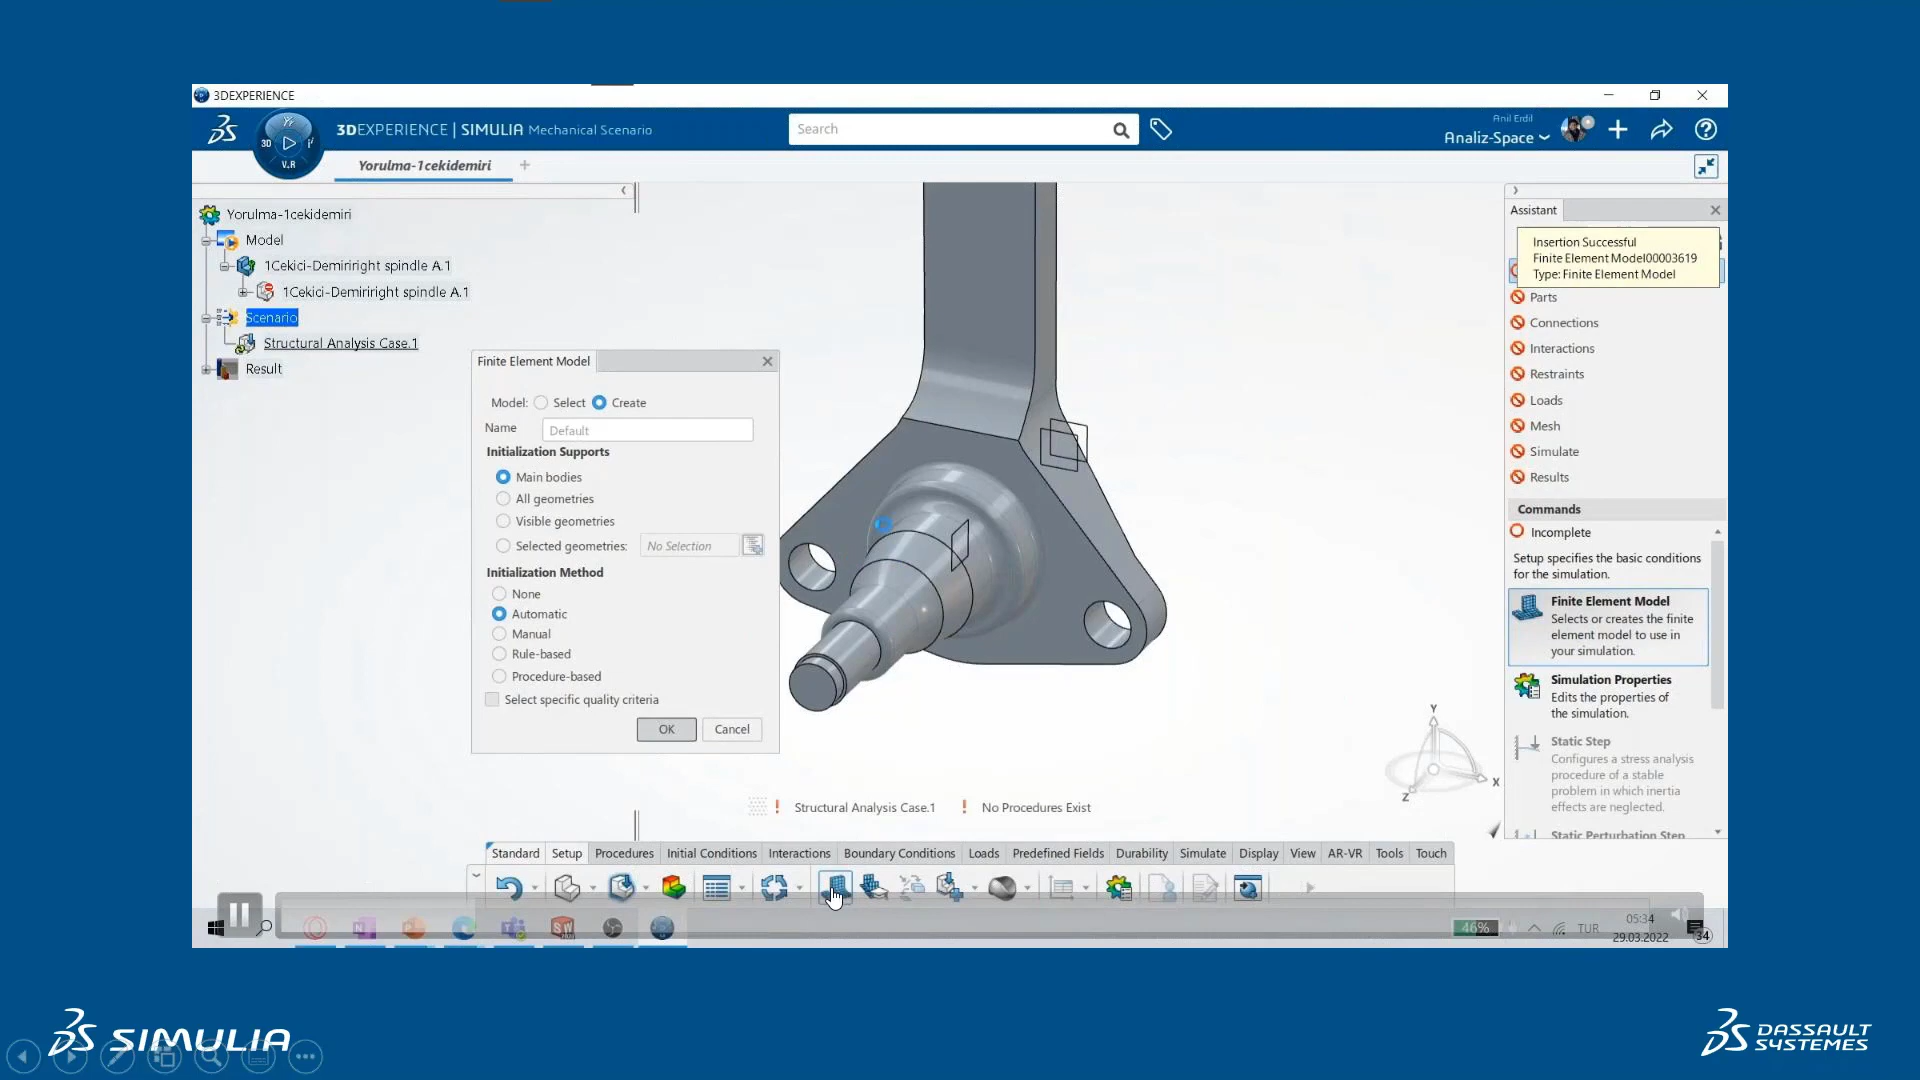 3DEXPERIENCE
3DEXPERIENCE | SIMULIA Mechanical Scenario
Search
Anil Erdil
Analiz-Space
3D
V.R
Yorulma-1cekidemiri
Yorulma-1cekidemiri
Model
1Cekici-Demiriright spindle A.1
1Cekici-Demiriright spindle A.1
Scenario
Structural Analysis Case.1
Result
Finite Element Model
Model: Select Create
Name Default
Initialization Supports
Main bodies
All geometries
Visible geometries
Selected geometries: No Selection
Initialization Method
None
Automatic
Manual
Rule-based
Procedure-based
Select specific quality criteria
OK Cancel
Assistant
Insertion Successful
Finite Element Model00003619
Type: Finite Element Model
Parts
Connections
Interactions
Restraints
Loads
Mesh
Simulate
Results
Commands
Incomplete
Setup specifies the basic conditions
for the simulation.
Finite Element Model
Selects or creates the finite
element model to use in
your simulation.
Simulation Properties
Edits the properties of
the simulation.
Static Step
Configures a stress analysis
procedure of a stable
problem in which inertia
effects are neglected.
Static Perturbation Step
Y
X
Z
! Structural Analysis Case.1 ! No Procedures Exist
Standard Setup Procedures Initial Conditions Interactions Boundary Conditions Loads Predefined Fields Durability Simulate Display View AR-VR Tools Touch
46%
TUR
05:34
29.03.2022
34
SIMULIA
DASSAULT
SYSTEMES